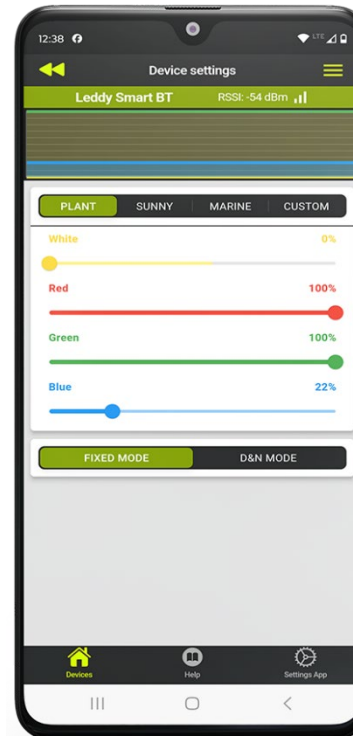 12:38
LTE
Device settings
Leddy Smart BT RSSI: -54 dBm
PLANT SUNNY MARINE CUSTOM
White 0%
Red 100%
Green 100%
Blue 22%
FIXED MODE D&N MODE
Devices Help Settings App